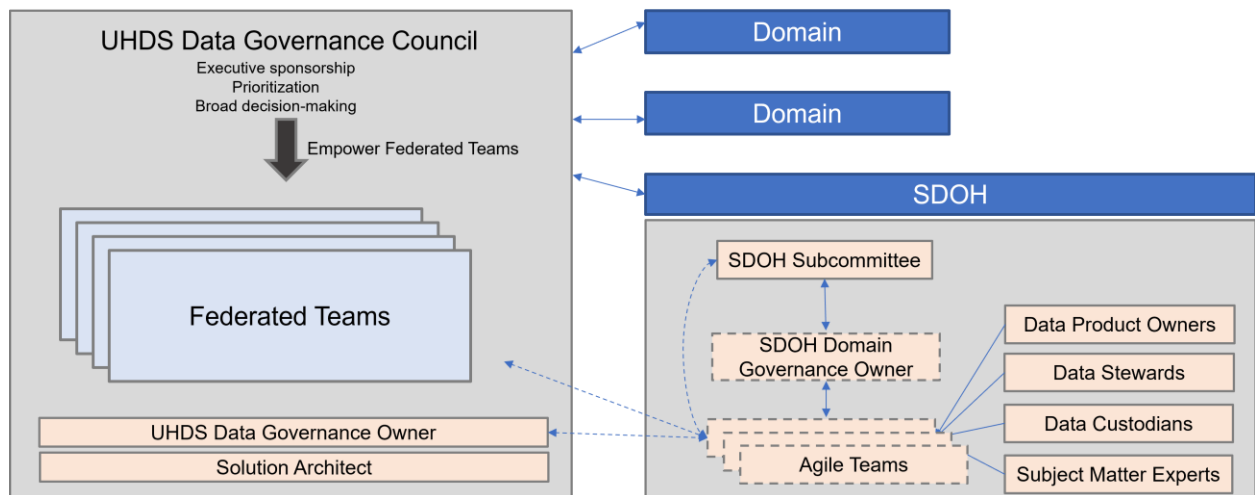 UHDS Data Governance Council
Executive sponsorship
Prioritization
Broad decision-making
Empower Federated Teams
Federated Teams
UHDS Data Governance Owner
Solution Architect
Domain
Domain
SDOH
SDOH Subcommittee
SDOH Domain
Governance Owner
Agile Teams
Data Product Owners
Data Stewards
Data Custodians
Subject Matter Experts